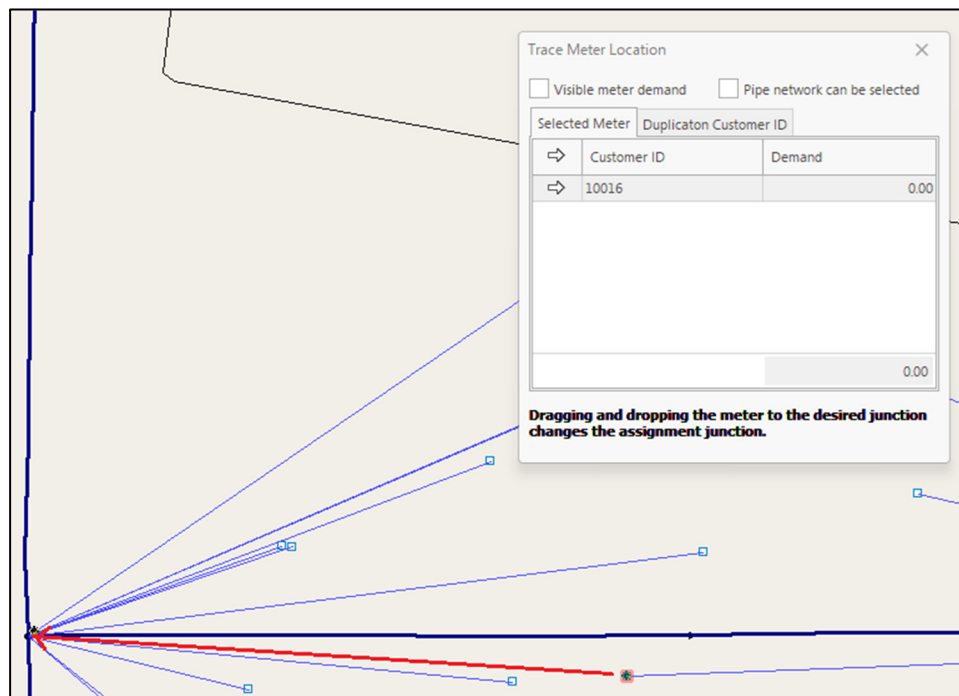 Trace Meter Location
Visible meter demand Pipe network can be selected
Selected Meter Duplicaton Customer ID
Customer ID Demand
10016 0.00
0.00
Dragging and dropping the meter to the desired junction
changes the assignment junction.